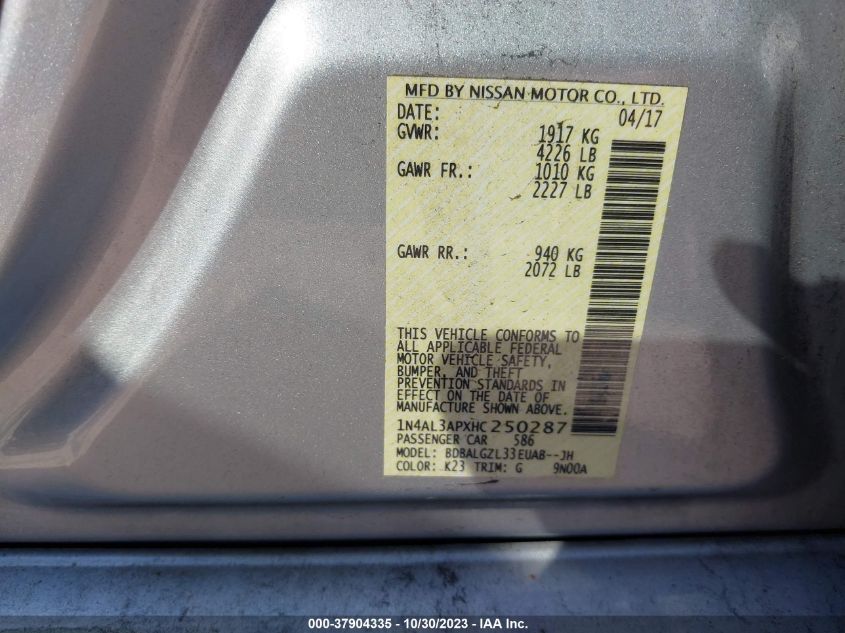 MFD BY NISSAN MOTOR CO., LTD.
DATE: 04/17
GVWR: 1917 KG
4226 LB
GAWR FR.: 1010 KG
2227 LB
GAWR RR.: 940 KG
2072 LB
THIS VEHICLE CONFORMS TO
ALL APPLICABLE FEDERAL
MOTOR VEHICLE SAFETY,
BUMPER, AND THEFT
PREVENTION STANDARDS IN
EFFECT ON THE DATE OF
MANUFACTURE SHOWN ABOVE.
1N4AL3APXHC250287
PASSENGER CAR 586
MODEL: BDBALGZL33EUAB--JH
COLOR: K23 TRIM: G 9N00A
000-37904335 - 10/30/2023 - IAA Inc.